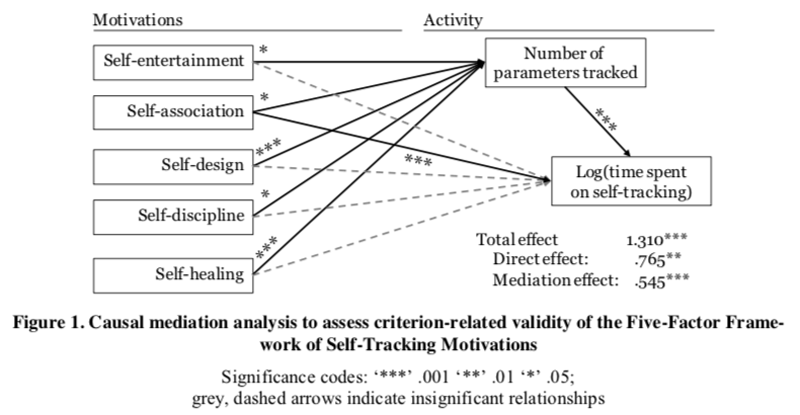 Motivations
Activity
Self-entertainment
*
Number of
parameters tracked
Self-association
*
***
Self-design
***
***
Log(time spent
on self-tracking)
Self-discipline
*
Self-healing
***
Total effect 1.310***
Direct effect: .765**
Mediation effect: .545***
Figure 1. Causal mediation analysis to assess criterion-related validity of the Five-Factor Frame-
work of Self-Tracking Motivations
Significance codes: ‘***’ .001 ‘**’ .01 ‘*’ .05;
grey, dashed arrows indicate insignificant relationships